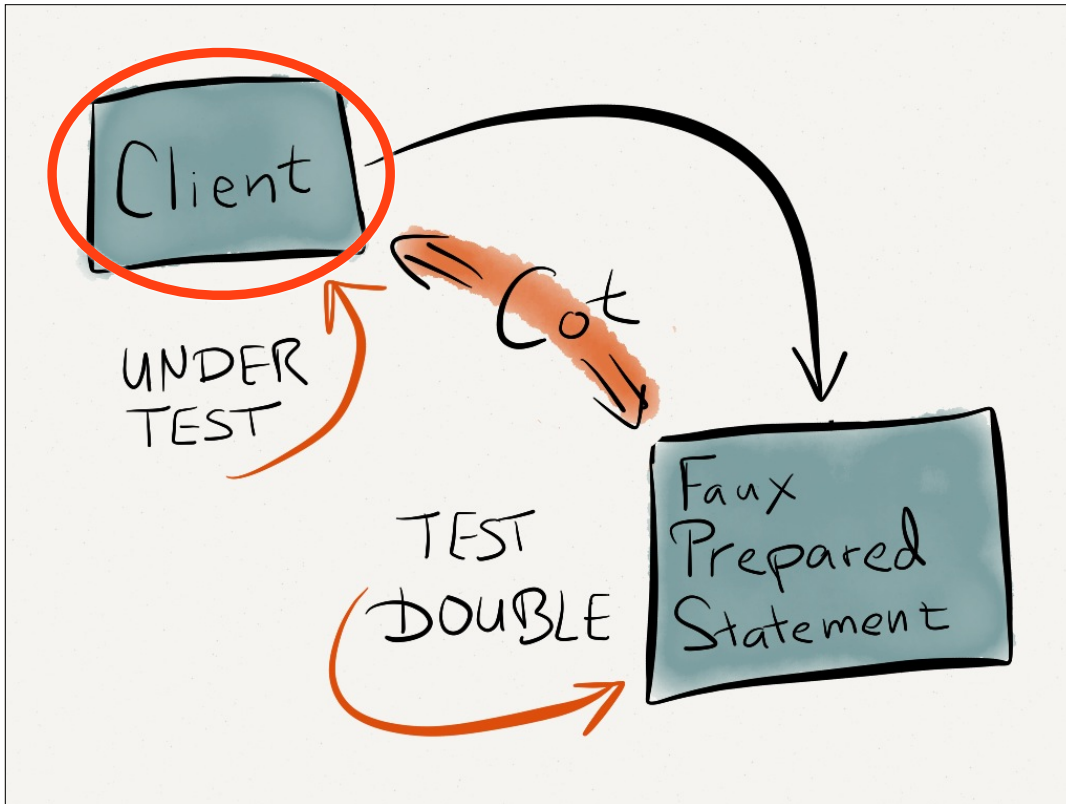 Client
Cot
UNDER
TEST
Faux
Prepared
Statement
TEST
DOUBLE